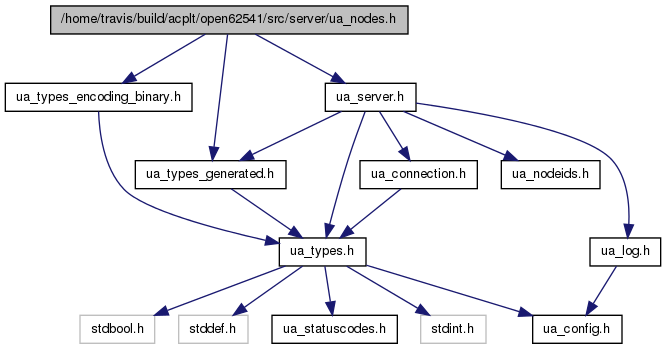 /home/travis/build/acplt/open62541/src/server/ua_nodes.h
ua_types_encoding_binary.h
ua_server.h
ua_types_generated.h
ua_connection.h
ua_nodeids.h
ua_types.h
ua_log.h
stdbool.h
stddef.h
ua_statuscodes.h
stdint.h
ua_config.h